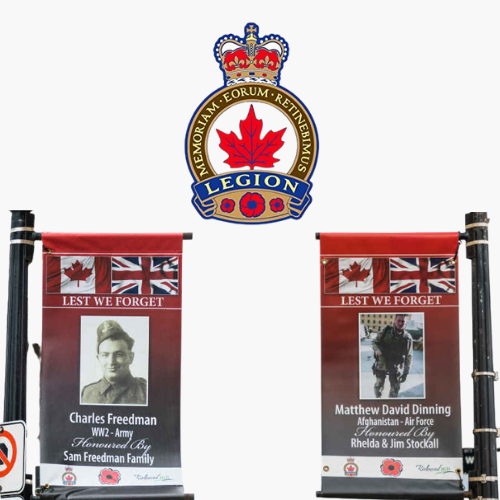 MEMORIAM·EORUM·RETINEBIMUS
LEGION
LEST WE FORGET
Charles Freedman
WW2 - Army
Honoured By
Sam Freedman Family
LEST WE FORGET
Matthew David Dinning
Afghanistan - Air Force
Honoured By
Rhelda & Jim Stockall